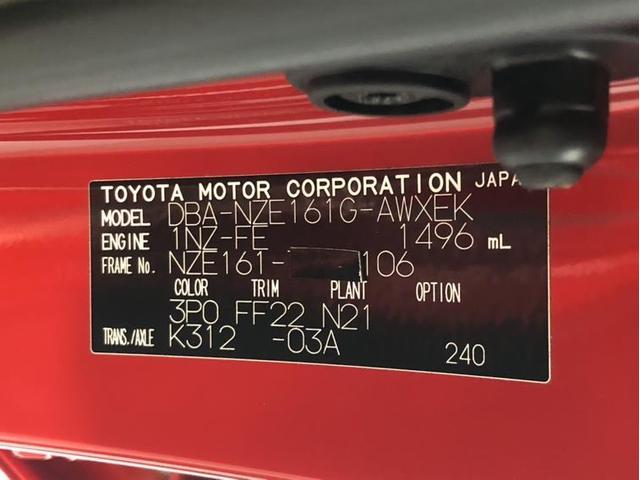 TOYOTA MOTOR CORPORATION JAPA
MODEL DBA-NZE161G-AWXEK
ENGINE 1NZ-FE 1496 mL
FRAME No. NZE161- 106
COLOR TRIM PLANT OPTION
3P0 FF22 N21
TRANS./AXLE K312 -03A 240